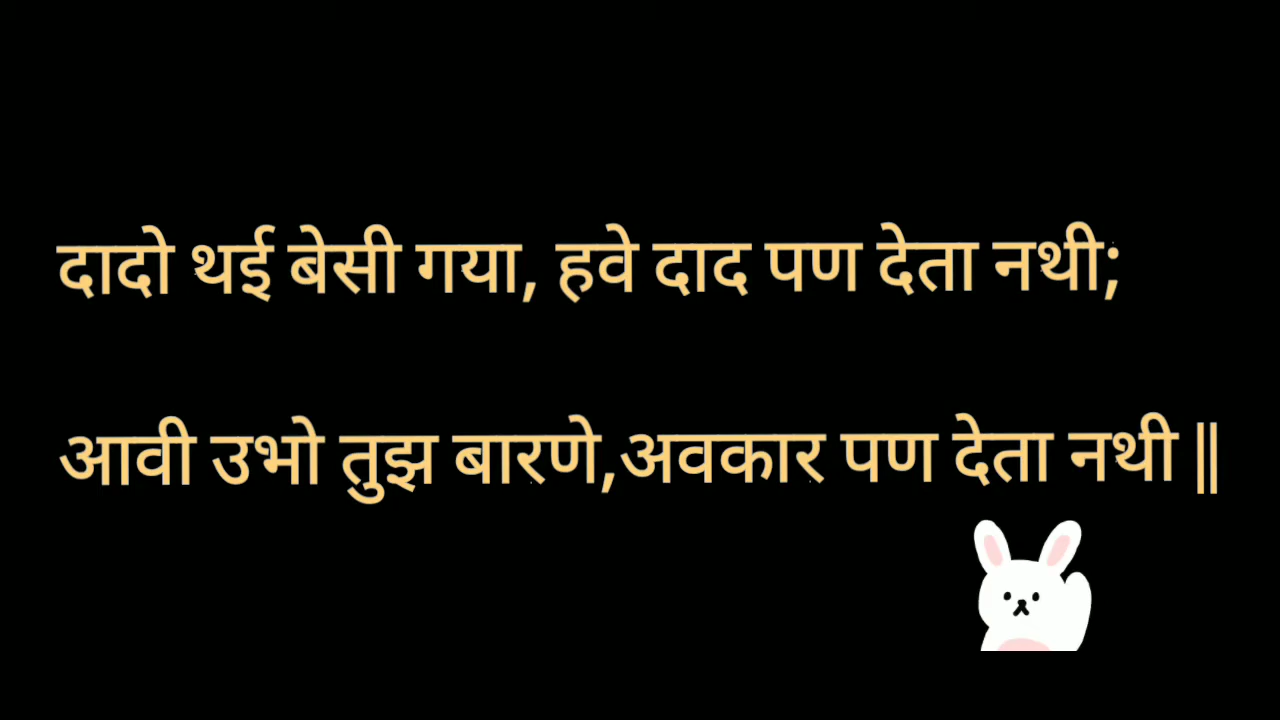 दादो थई बेसी गया, हवे दाद पण देता नथी;
आवी उभो तुझ बारणे,अवकार पण देता नथी ||